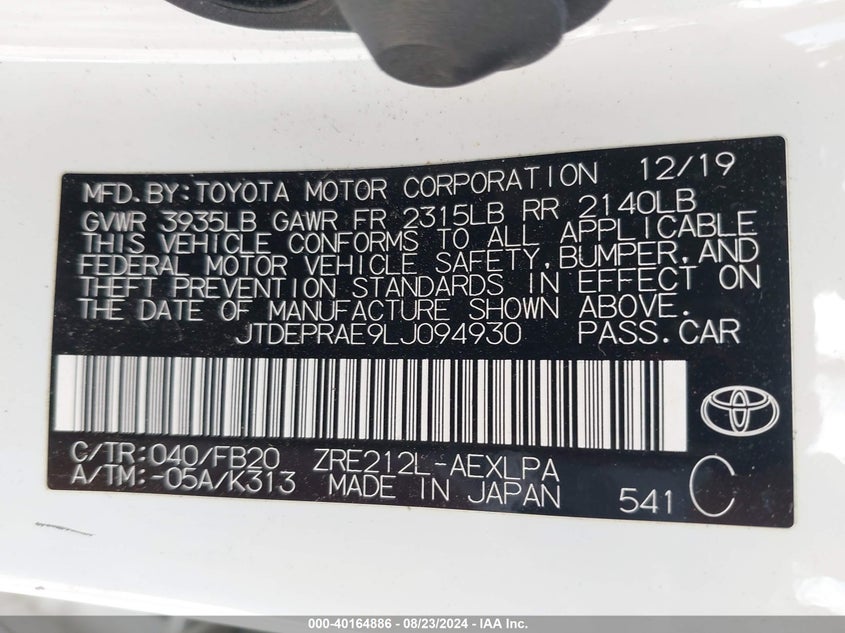 MFD.BY:TOYOTA MOTOR CORPORATION 12/19
GVWR 3935LB GAWR FR 2315LB RR 2140LB
THIS VEHICLE CONFORMS TO ALL APPLICABLE
FEDERAL MOTOR VEHICLE SAFETY,BUMPER,AND
THEFT PREVENTION STANDARDS IN EFFECT ON
THE DATE OF MANUFACTURE SHOWN ABOVE.
JTDEPRAE9LJ094930 PASS.CAR
C/TR:040/FB20 ZRE212L-AEXLPA
A/TM:-05A/K313 MADE IN JAPAN 541 C
000-40164886 - 08/23/2024 - IAA Inc.